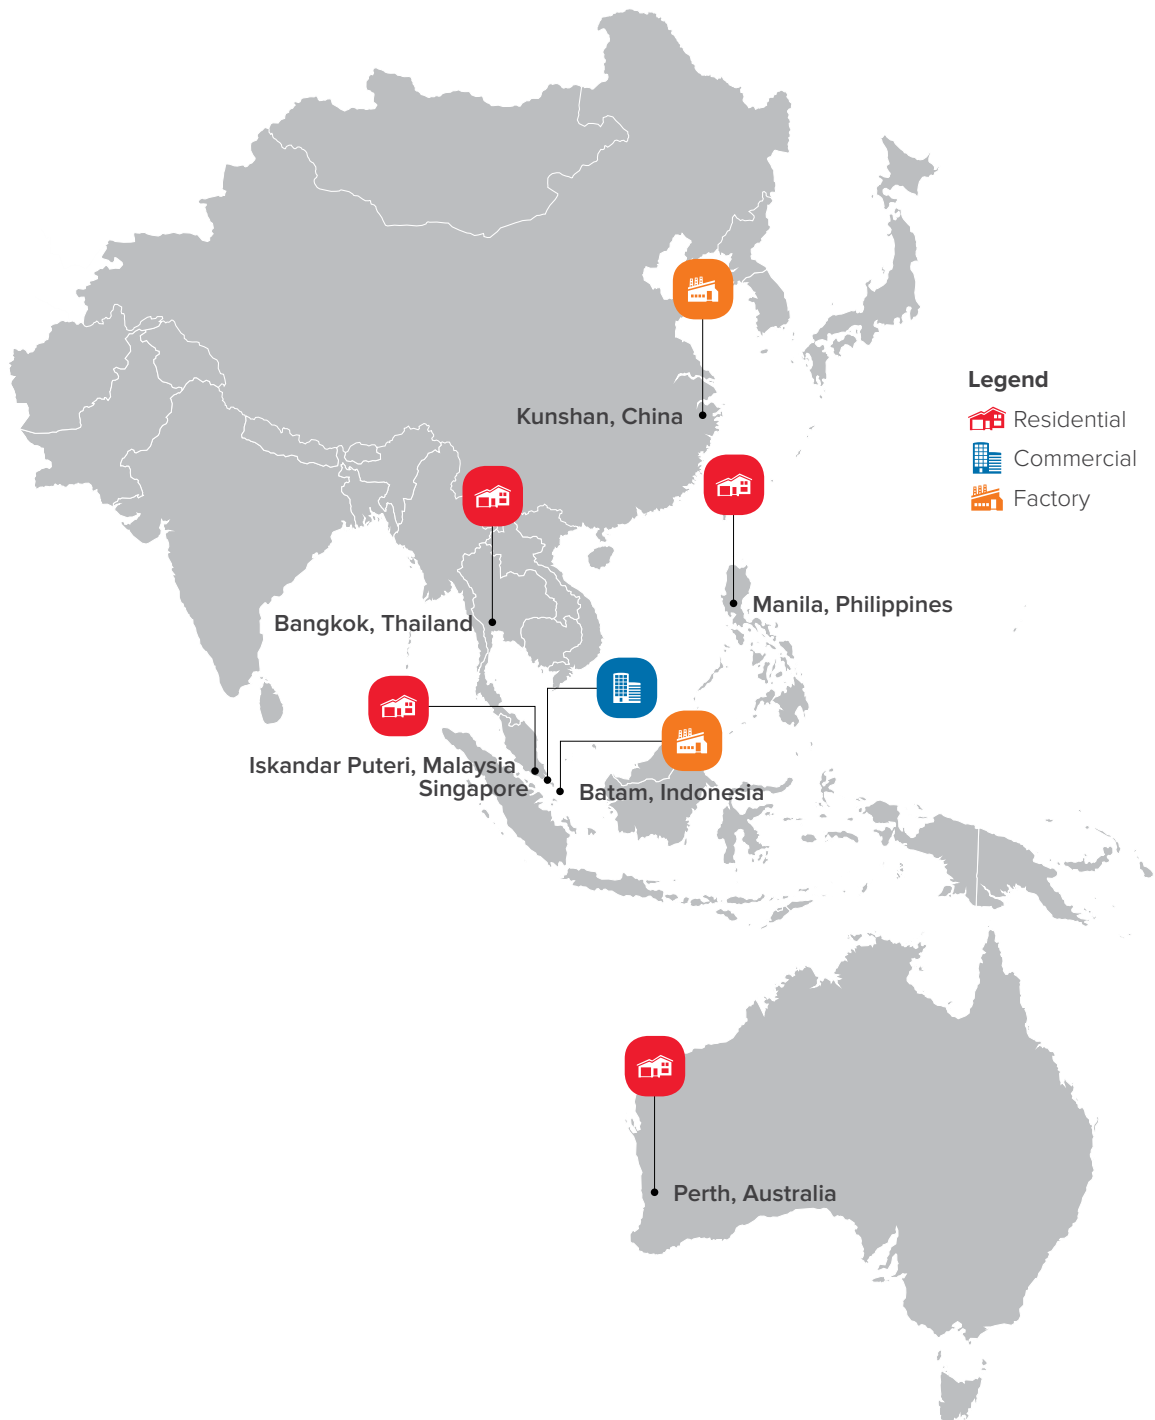 Legend
Residential
Commercial
Factory
Kunshan, China
Manila, Philippines
Bangkok, Thailand
Iskandar Puteri, Malaysia
Singapore
Batam, Indonesia
Perth, Australia